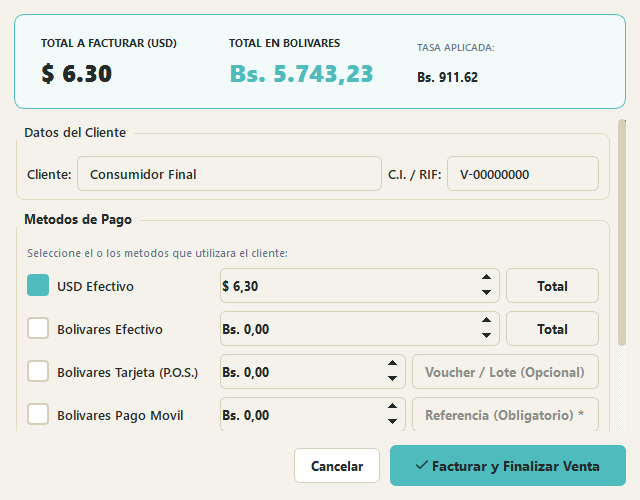 TOTAL A FACTURAR (USD)
$ 6.30
TOTAL EN BOLIVARES
Bs. 5.743,23
TASA APLICADA:
Bs. 911.62
Datos del Cliente
Cliente: Consumidor Final C.I. / RIF: V-00000000
Metodos de Pago
Seleccione el o los metodos que utilizara el cliente:
USD Efectivo $ 6,30 Total
Bolivares Efectivo Bs. 0,00 Total
Bolivares Tarjeta (P.O.S.) Bs. 0,00 Voucher / Lote (Opcional)
Bolivares Pago Movil Bs. 0,00 Referencia (Obligatorio) *
Cancelar ✓ Facturar y Finalizar Venta